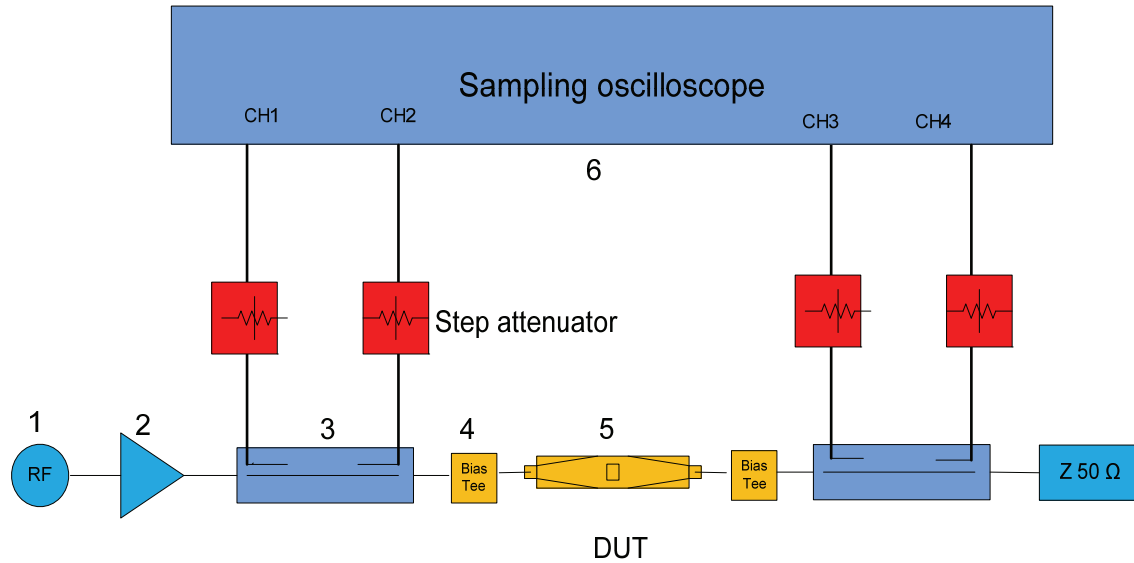 Sampling oscilloscope
CH1
CH2
CH3
CH4
6
Step attenuator
1
2
3
4
5
RF
Bias
Tee
Bias
Tee
Z 50 Ω
DUT